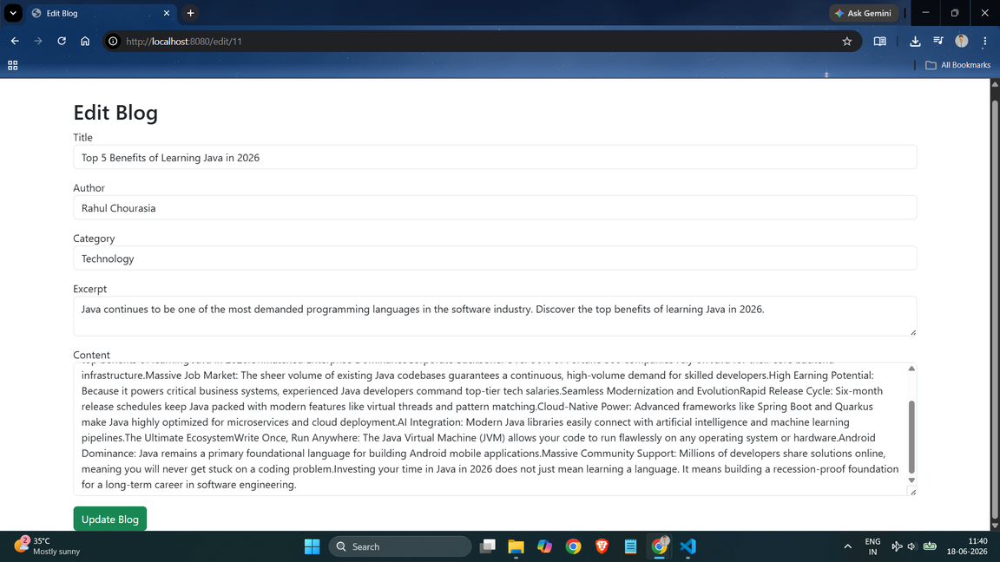 Edit Blog
Ask Gemini
http://localhost:8080/edit/11
All Bookmarks
Edit Blog
Title
Top 5 Benefits of Learning Java in 2026
Author
Rahul Chourasia
Category
Technology
Excerpt
Java continues to be one of the most demanded programming languages in the software industry. Discover the top benefits of learning Java in 2026.
Content
infrastructure.Massive Job Market: The sheer volume of existing Java codebases guarantees a continuous, high-volume demand for skilled developers.High Earning Potential:
Because it powers critical business systems, experienced Java developers command top-tier tech salaries.Seamless Modernization and EvolutionRapid Release Cycle: Six-month
release schedules keep Java packed with modern features like virtual threads and pattern matching.Cloud-Native Power: Advanced frameworks like Spring Boot and Quarkus
make Java highly optimized for microservices and cloud deployment.AI Integration: Modern Java libraries easily connect with artificial intelligence and machine learning
pipelines.The Ultimate EcosystemWrite Once, Run Anywhere: The Java Virtual Machine (JVM) allows your code to run flawlessly on any operating system or hardware.Android
Dominance: Java remains a primary foundational language for building Android mobile applications.Massive Community Support: Millions of developers share solutions online,
meaning you will never get stuck on a coding problem.Investing your time in Java in 2026 does not just mean learning a language. It means building a recession-proof foundation
for a long-term career in software engineering.
Update Blog
2
35°C
Mostly sunny
Search
ENG
IN
11:40
18-06-2026